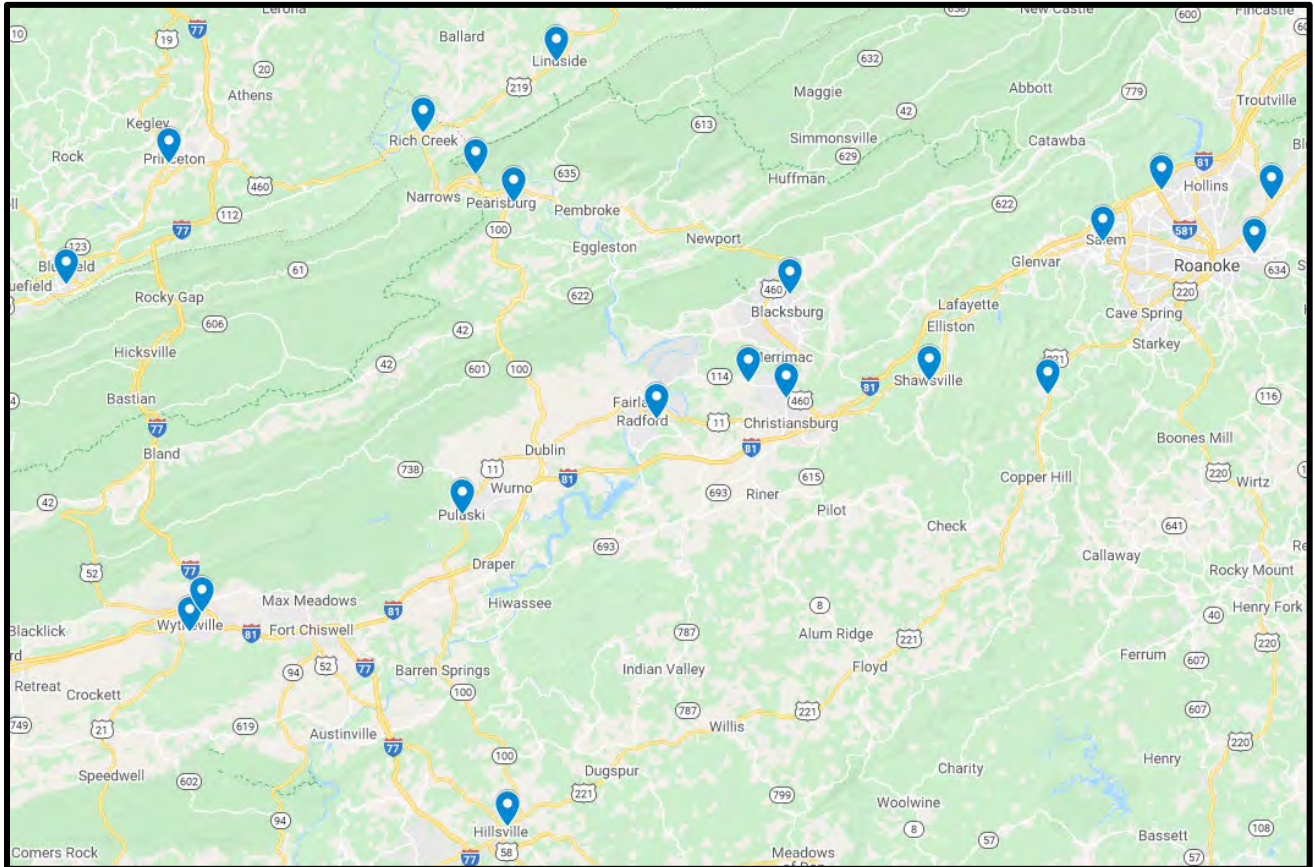 Lerona
NEW CASTLE
Fincastle
77
19
10
Ballard
Lindside
600
632
20
Athens
219
Maggie
Abbott
779
Troutville
42
Kegley
Rock
Princeton
Rich Creek
613
Simmonsville
629
Catawba
81
Hollins
460
Narrows
Pearisburg
635
Huffman
112
Pembroke
622
581
77
100
Newport
Salem
123
Bluefield
Eggleston
Glenvar
Roanoke
634
61
622
460
220
Rocky Gap
Blacksburg
Lafayette
Cave Spring
606
42
Elliston
Starkey
Hicksville
42
601
100
114
Merrimac
81
Shawsville
221
Bastian
460
116
Fairlawn
Radford
11
Christiansburg
77
Boones Mill
Bland
Dublin
81
738
11
81
615
Copper Hill
220
Wirtz
Wurno
693
Riner
42
Pulaski
Pilot
Check
641
693
Callaway
52
Draper
77
Rocky Mount
Max Meadows
Hiwassee
8
40
Henry Fork
Blacklick
Wytheville
81
Fort Chiswell
81
787
Alum Ridge
221
220
52
77
Barren Springs
Indian Valley
Floyd
Ferrum
607
94
Retreat
Crockett
100
749
21
619
787
Willis
221
607
Austinville
77
100
220
Speedwell
602
Dugspur
Charity
Henry
221
799
Woolwine
94
Hillsville
8
Bassett
108
Comers Rock
58
77
Meadows
of Dan
57
57